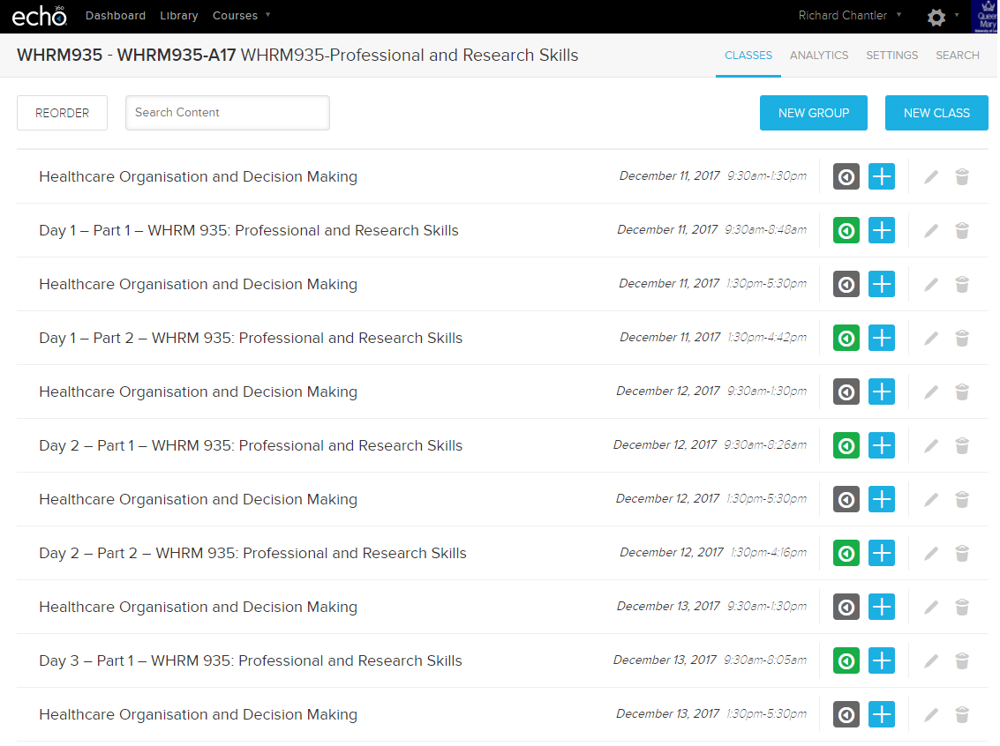 echo360 Dashboard Library Courses Richard Chantler Queen Mary
WHRM935 - WHRM935-A17 WHRM935-Professional and Research Skills CLASSES ANALYTICS SETTINGS SEARCH
REORDER Search Content NEW GROUP NEW CLASS
Healthcare Organisation and Decision Making December 11, 2017 9:30am-1:30pm
Day 1 – Part 1 – WHRM 935: Professional and Research Skills December 11, 2017 9:30am-8:48am
Healthcare Organisation and Decision Making December 11, 2017 1:30pm-5:30pm
Day 1 – Part 2 – WHRM 935: Professional and Research Skills December 11, 2017 1:30pm-4:42pm
Healthcare Organisation and Decision Making December 12, 2017 9:30am-1:30pm
Day 2 – Part 1 – WHRM 935: Professional and Research Skills December 12, 2017 9:30am-8:26am
Healthcare Organisation and Decision Making December 12, 2017 1:30pm-5:30pm
Day 2 – Part 2 – WHRM 935: Professional and Research Skills December 12, 2017 1:30pm-4:16pm
Healthcare Organisation and Decision Making December 13, 2017 9:30am-1:30pm
Day 3 – Part 1 – WHRM 935: Professional and Research Skills December 13, 2017 9:30am-8:05am
Healthcare Organisation and Decision Making December 13, 2017 1:30pm-5:30pm